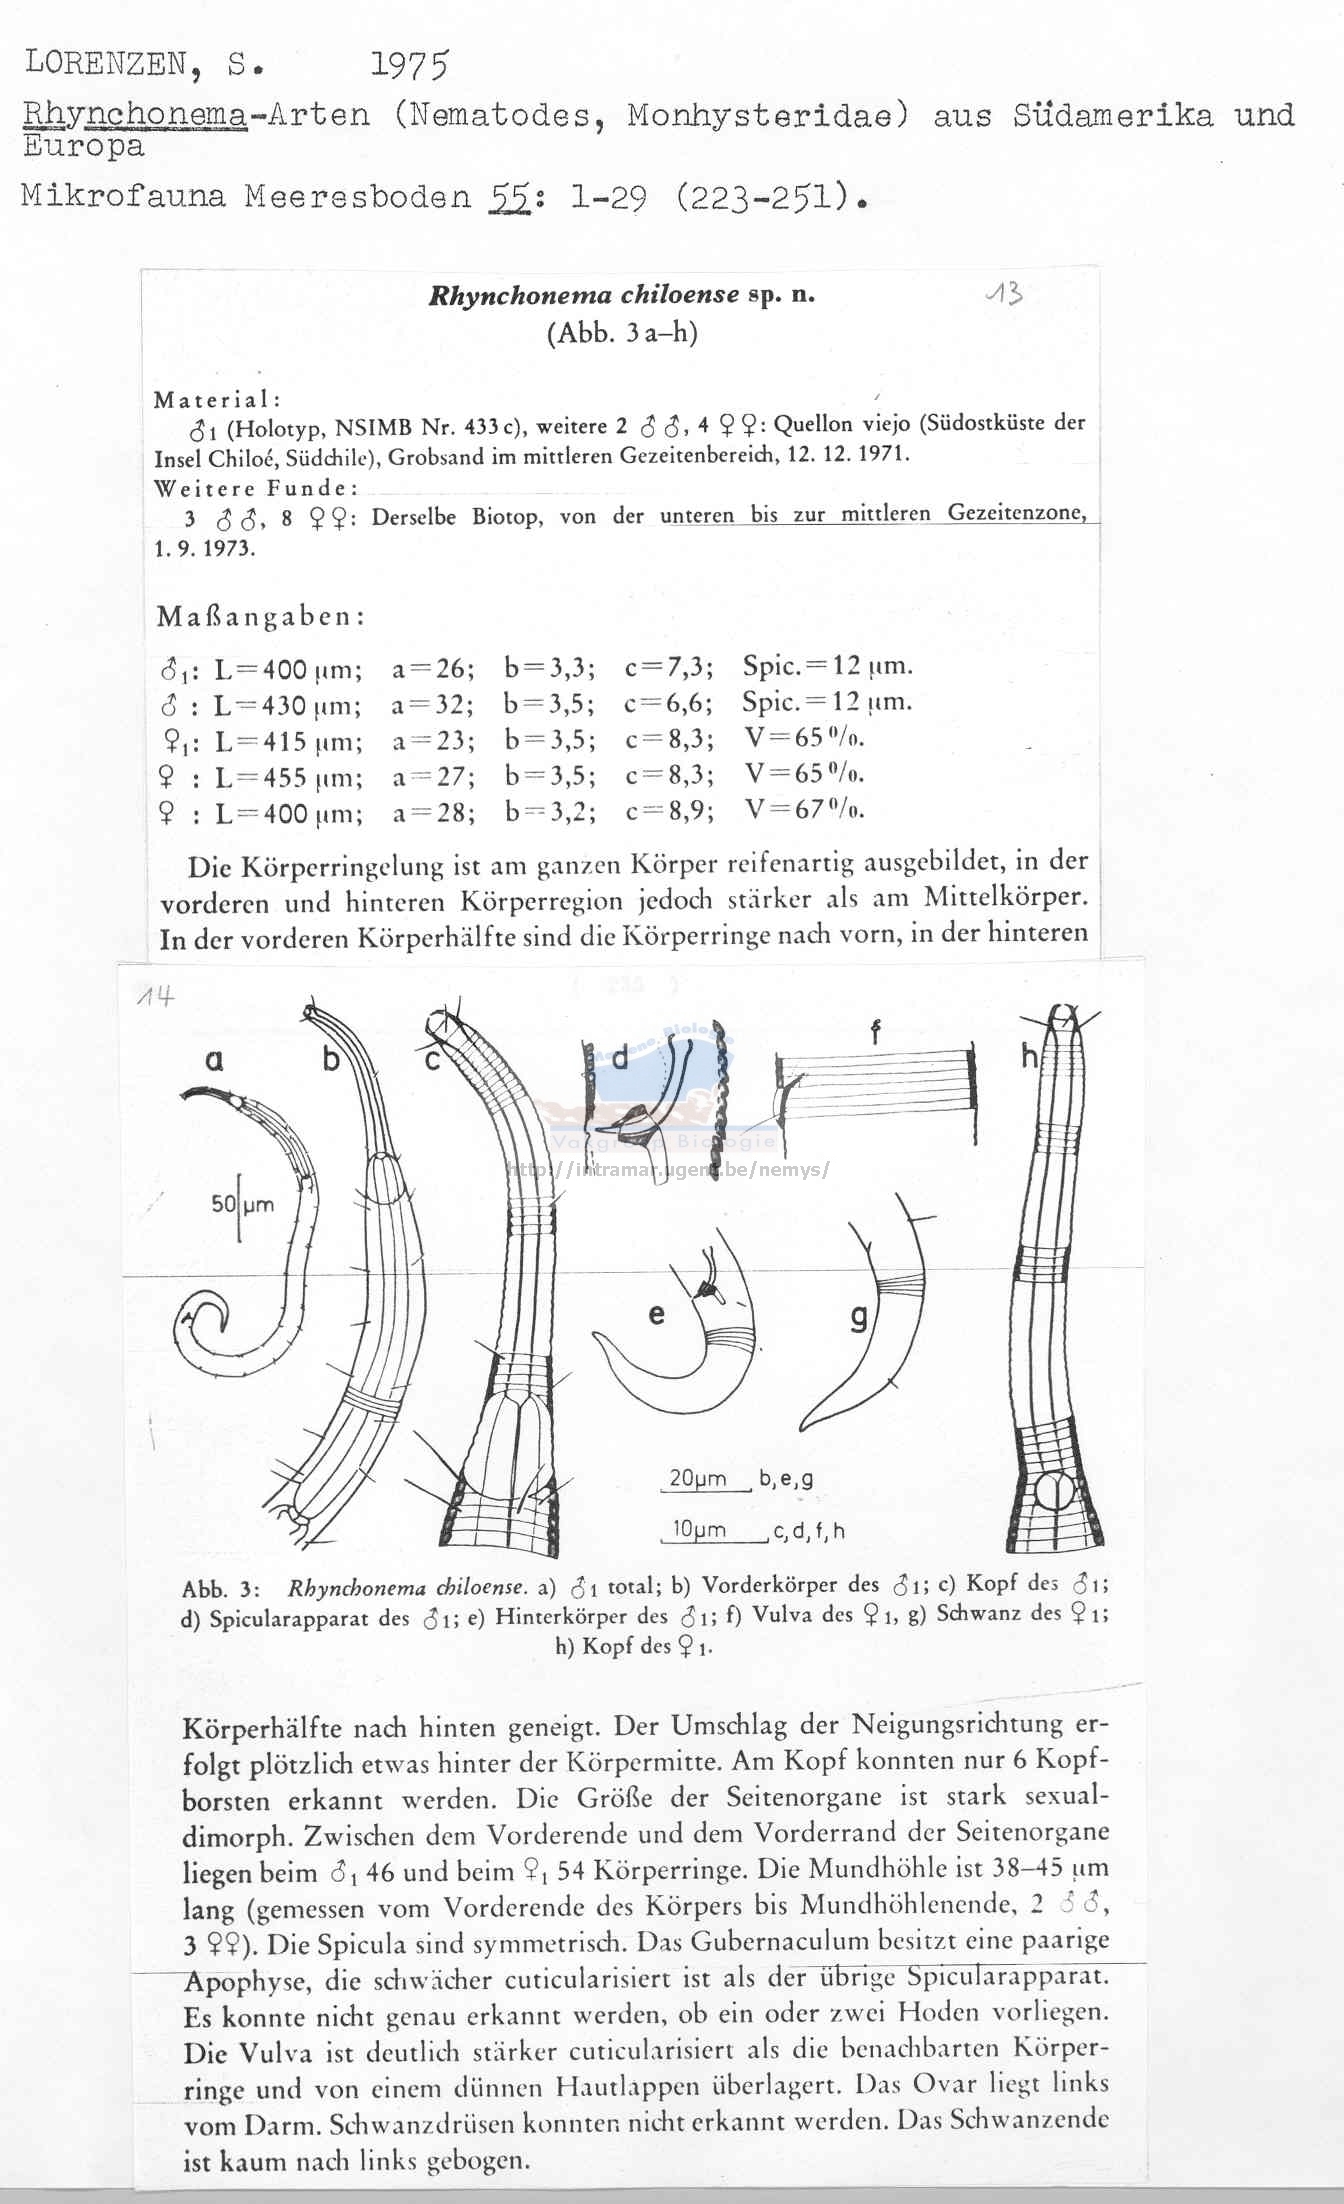 LORENZEN, S. 1975
Rhynchonema-Arten (Nematodes, Monhysteridae) aus Südamerika und
Europa
Mikrofauna Meeresboden 55: 1-29 (223-251).
Rhynchonema chiloense sp. n. 13
(Abb. 3 a–h)
Material:
♂1 (Holotyp, NSIMB Nr. 433 c), weitere 2 ♂♂, 4 ♀♀: Quellon viejo (Südostküste der
Insel Chiloé, Südchile), Grobsand im mittleren Gezeitenbereich, 12. 12. 1971.
Weitere Funde:
3 ♂♂, 8 ♀♀: Derselbe Biotop, von der unteren bis zur mittleren Gezeitenzone,
1. 9. 1973.
Maßangaben:
♂1: L=400 µm; a=26; b=3,3; c=7,3; Spic.=12 µm.
♂ : L=430 µm; a=32; b=3,5; c=6,6; Spic.=12 µm.
♀1: L=415 µm; a=23; b=3,5; c=8,3; V=65 %.
♀ : L=455 µm; a=27; b=3,5; c=8,3; V=65 %.
♀ : L=400 µm; a=28; b=3,2; c=8,9; V=67 %.
Die Körperringelung ist am ganzen Körper reifenartig ausgebildet, in der
vorderen und hinteren Körperregion jedoch stärker als am Mittelkörper.
In der vorderen Körperhälfte sind die Körperringe nach vorn, in der hinteren
14
a b c d f h
Mariene Biologie
Vakgroep Biologie
http://intramar.ugent.be/nemys/
50 µm
e g
20µm b,e,g
10µm c,d,f,h
Abb. 3: Rhynchonema chiloense. a) ♂1 total; b) Vorderkörper des ♂1; c) Kopf des ♂1;
d) Spicularapparat des ♂1; e) Hinterkörper des ♂1; f) Vulva des ♀1, g) Schwanz des ♀1;
h) Kopf des ♀1.
Körperhälfte nach hinten geneigt. Der Umschlag der Neigungsrichtung er-
folgt plötzlich etwas hinter der Körpermitte. Am Kopf konnten nur 6 Kopf-
borsten erkannt werden. Die Größe der Seitenorgane ist stark sexual-
dimorph. Zwischen dem Vorderende und dem Vorderrand der Seitenorgane
liegen beim ♂1 46 und beim ♀1 54 Körperringe. Die Mundhöhle ist 38–45 µm
lang (gemessen vom Vorderende des Körpers bis Mundhöhlenende, 2 ♂♂,
3 ♀♀). Die Spicula sind symmetrisch. Das Gubernaculum besitzt eine paarige
Apophyse, die schwächer cuticularisiert ist als der übrige Spicularapparat.
Es konnte nicht genau erkannt werden, ob ein oder zwei Hoden vorliegen.
Die Vulva ist deutlich stärker cuticularisiert als die benachbarten Körper-
ringe und von einem dünnen Hautlappen überlagert. Das Ovar liegt links
vom Darm. Schwanzdrüsen konnten nicht erkannt werden. Das Schwanzende
ist kaum nach links gebogen.